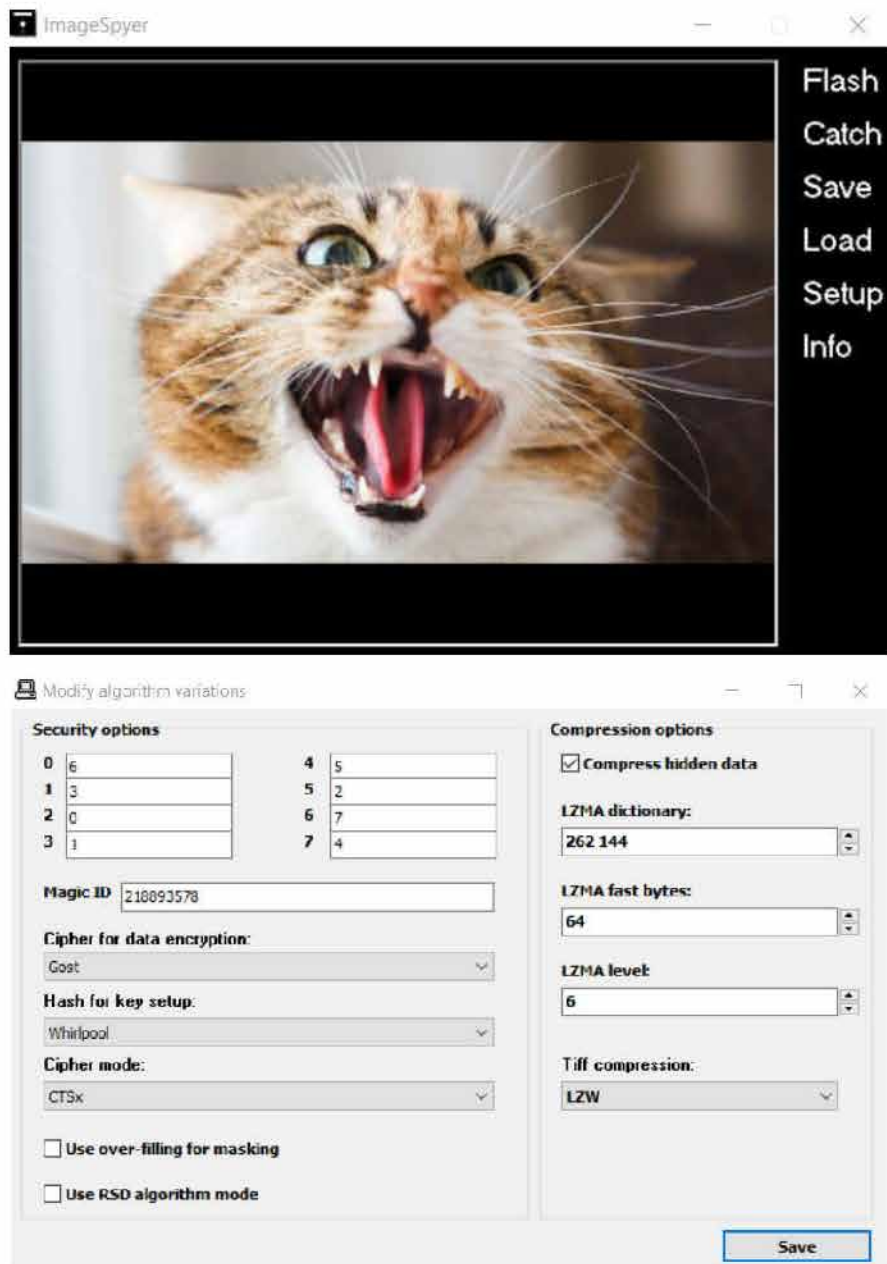 ImageSpyer
Flash
Catch
Save
Load
Setup
Info
Modify algorithm variations
Security options
0 6
1 3
2 0
3 1
4 5
5 2
6 7
7 4
Magic ID 218893578
Cipher for data encryption:
Gost
Hash for key setup:
Whirlpool
Cipher mode:
CTSx
Use over-filling for masking
Use RSD algorithm mode
Compression options
Compress hidden data
LZMA dictionary:
262 144
LZMA fast bytes:
64
LZMA level:
6
Tiff compression:
LZW
Save